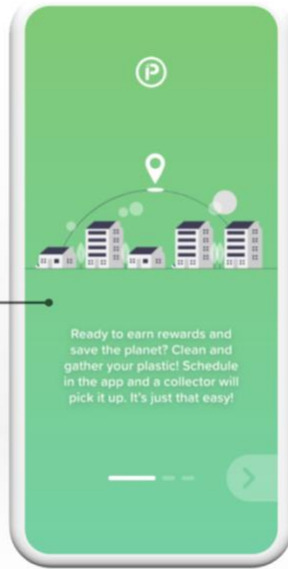 P
Ready to earn rewards and
save the planet? Clean and
gather your plastic! Schedule
in the app and a collector will
pick it up. It's just that easy!